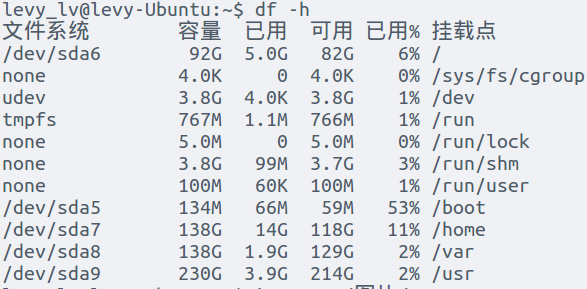 levy_lv@levy-Ubuntu:~$ df -h
文件系统 容量 已用 可用 已用% 挂载点
/dev/sda6 92G 5.0G 82G 6% /
none 4.0K 0 4.0K 0% /sys/fs/cgroup
udev 3.8G 4.0K 3.8G 1% /dev
tmpfs 767M 1.1M 766M 1% /run
none 5.0M 0 5.0M 0% /run/lock
none 3.8G 99M 3.7G 3% /run/shm
none 100M 60K 100M 1% /run/user
/dev/sda5 134M 66M 59M 53% /boot
/dev/sda7 138G 14G 118G 11% /home
/dev/sda8 138G 1.9G 129G 2% /var
/dev/sda9 230G 3.9G 214G 2% /usr